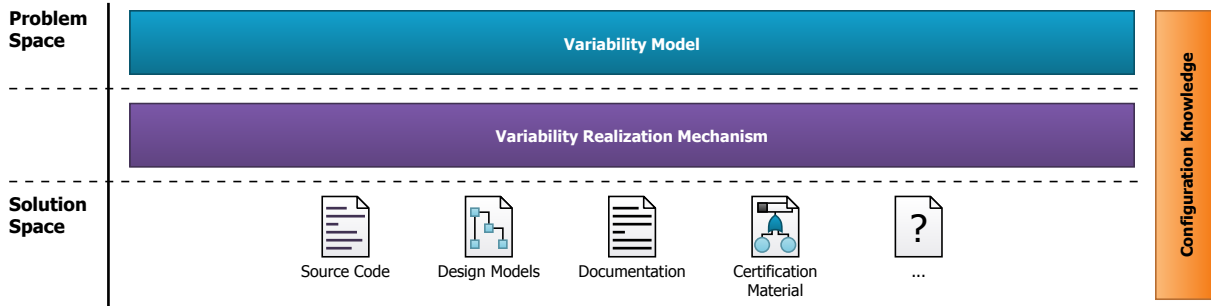 Problem
Space
Variability Model
Variability Realization Mechanism
Solution
Space
?
Source Code
Design Models
Documentation
Certification
Material
...
Configuration Knowledge